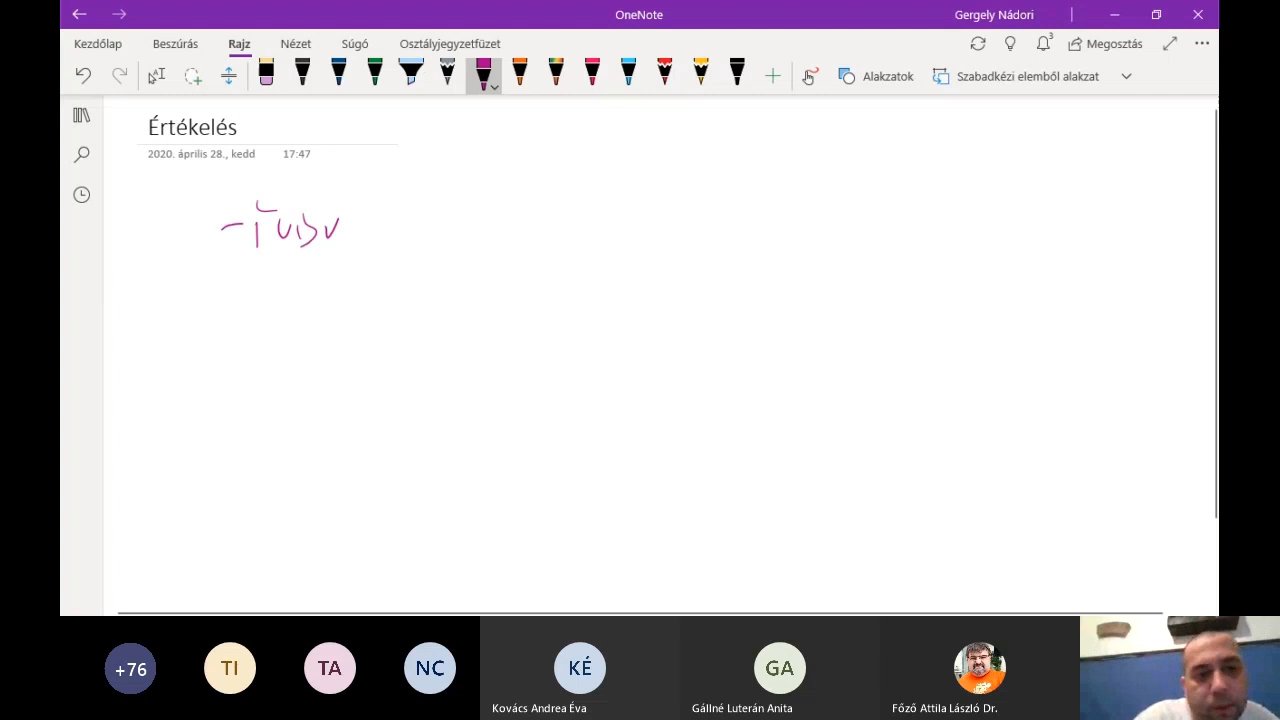 OneNote
Gergely Nádori
Kezdőlap Beszúrás Rajz Nézet Súgó Osztályjegyzetfüzet
3 Megosztás
Alakzatok Szabadkézi elemből alakzat
Értékelés
2020. április 28., kedd 17:47
+76 TI TA NC KÉ GA
Kovács Andrea Éva Gállné Luterán Anita Főző Attila László Dr.